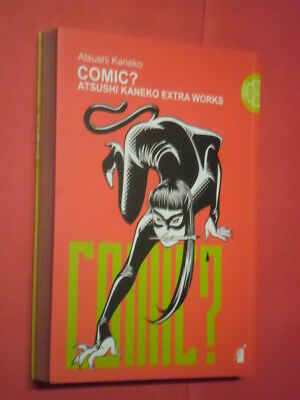 Atsushi Kaneko
COMIC?
ATSUSHI KANEKO EXTRA WORKS
COMIC?